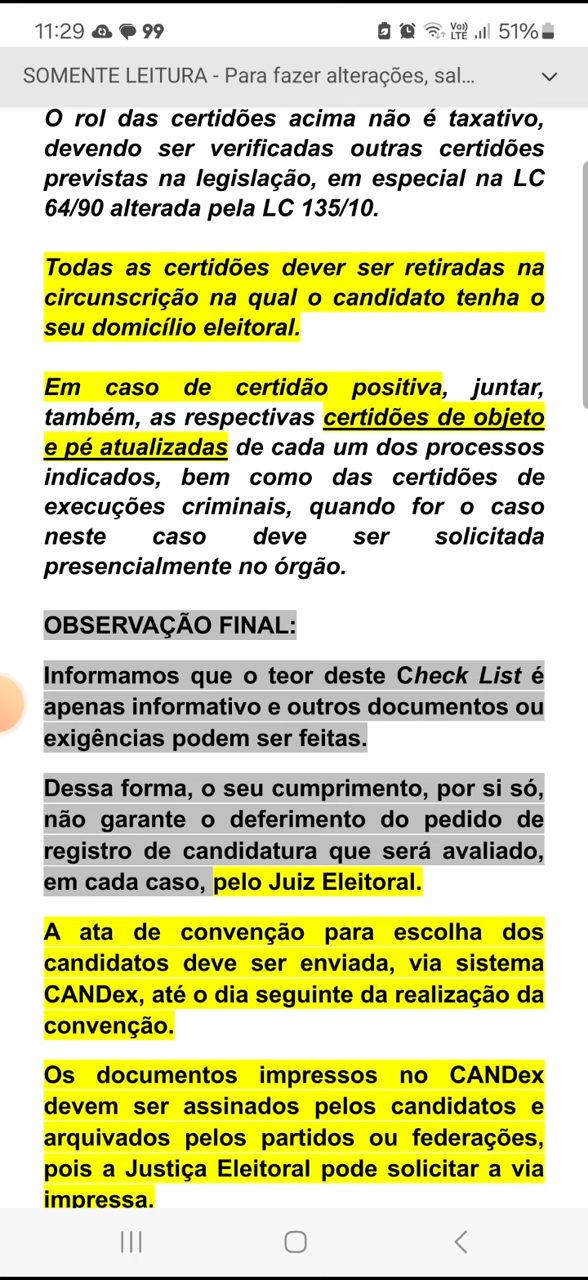 11:29 99 Vo)) LTE 51%
SOMENTE LEITURA - Para fazer alterações, sal...
O rol das certidões acima não é taxativo,
devendo ser verificadas outras certidões
previstas na legislação, em especial na LC
64/90 alterada pela LC 135/10.
Todas as certidões dever ser retiradas na
circunscrição na qual o candidato tenha o
seu domicílio eleitoral.
Em caso de certidão positiva, juntar,
também, as respectivas certidões de objeto
e pé atualizadas de cada um dos processos
indicados, bem como das certidões de
execuções criminais, quando for o caso
neste caso deve ser solicitada
presencialmente no órgão.
OBSERVAÇÃO FINAL:
Informamos que o teor deste Check List é
apenas informativo e outros documentos ou
exigências podem ser feitas.
Dessa forma, o seu cumprimento, por si só,
não garante o deferimento do pedido de
registro de candidatura que será avaliado,
em cada caso, pelo Juiz Eleitoral.
A ata de convenção para escolha dos
candidatos deve ser enviada, via sistema
CANDex, até o dia seguinte da realização da
convenção.
Os documentos impressos no CANDex
devem ser assinados pelos candidatos e
arquivados pelos partidos ou federações,
pois a Justiça Eleitoral pode solicitar a via
impressa.